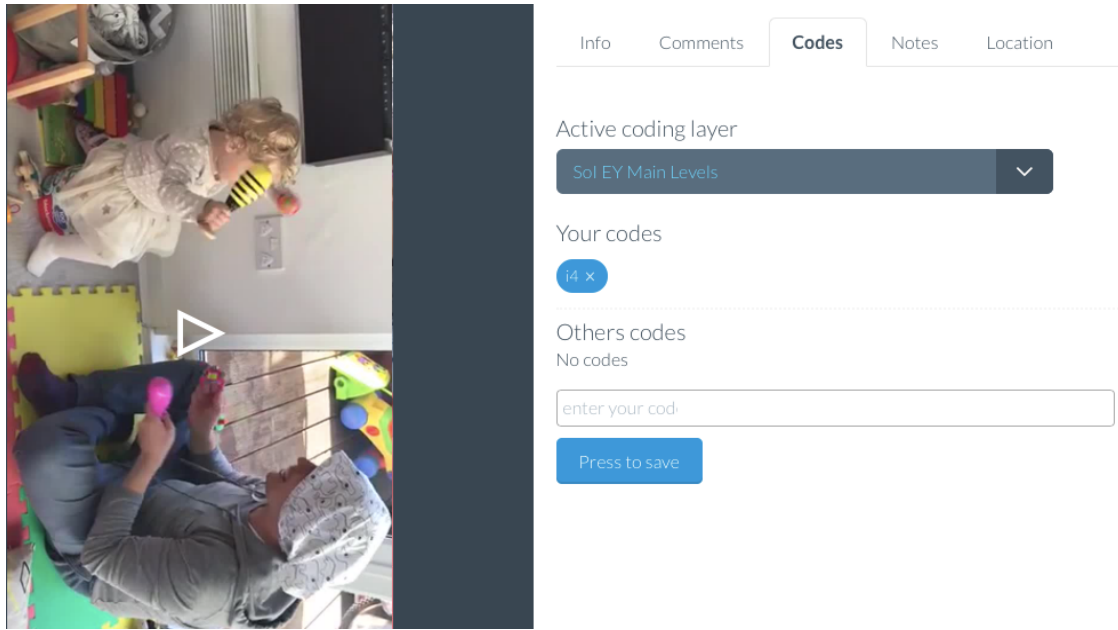 Info Comments Codes Notes Location
Active coding layer
Sol EY Main Levels
Your codes
i4 ×
Others codes
No codes
enter your cod
Press to save